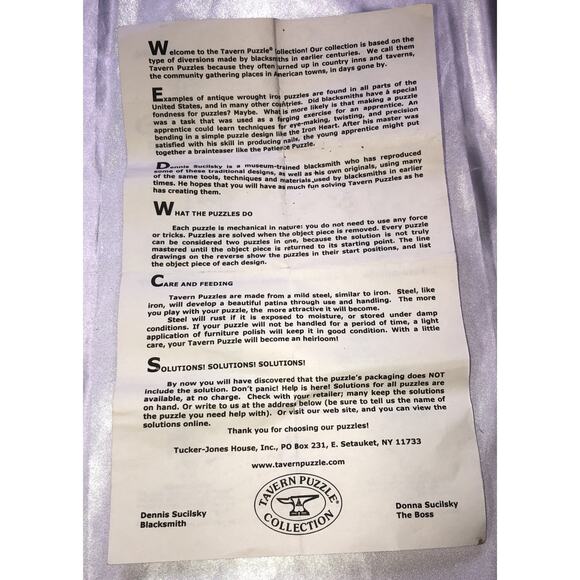 Welcome to the Tavern Puzzle® Collection! Our collection is based on the
type of diversions made by blacksmiths in earlier centuries. We call them
Tavern Puzzles because they often turned up in country inns and taverns,
the community gathering places in American towns, in days gone by.
Examples of antique wrought iron puzzles are found in all parts of the
United States, and in many other countries. Did blacksmiths have a special
fondness for puzzles? Maybe. What is more likely is that making a puzzle
was a task that was used as a forging exercise for an apprentice. An
apprentice could learn techniques for eye-making, twisting, and precision
bending in a simple puzzle design like the Iron Heart. After his master was
satisfied with his skill in producing nails, the young apprentice might put
together a brainteaser like the Patience Puzzle.
Dennis Sucilsky is a museum-trained blacksmith who has reproduced
some of these traditional designs, as well as his own originals, using many
of the same tools, techniques and materials used by blacksmiths in earlier
times. He hopes that you will have as much fun solving Tavern Puzzles as he
has creating them.
WHAT THE PUZZLES DO
Each puzzle is mechanical in nature: you do not need to use any force
or tricks. Puzzles are solved when the object piece is removed. Every puzzle
can be considered two puzzles in one, because the solution is not truly
mastered until the object piece is returned to its starting point. The line
drawings on the reverse show the puzzles in their start positions, and list
the object piece of each design.
CARE AND FEEDING
Tavern Puzzles are made from a mild steel, similar to iron. Steel, like
iron, will develop a beautiful patina through use and handling. The more
you play with your puzzle, the more attractive it will become.
Steel will rust if it is exposed to moisture, or stored under damp
conditions. If your puzzle will not be handled for a period of time, a light
application of furniture polish will keep it in good condition. With a little
care, your Tavern Puzzle will become an heirloom!
SOLUTIONS! SOLUTIONS! SOLUTIONS!
By now you will have discovered that the puzzle's packaging does NOT
include the solution. Don't panic! Help is here! Solutions for all puzzles are
available, at no charge. Check with your retailer; many keep the solutions
on hand. Or write to us at the address below (be sure to tell us the name of
the puzzle you need help with). Or visit our web site, and you can view the
solutions online.
Thank you for choosing our puzzles!
Tucker-Jones House, Inc., PO Box 231, E. Setauket, NY 11733
www.tavernpuzzle.com
TAVERN PUZZLE®
COLLECTION
Dennis Sucilsky
Blacksmith
Donna Sucilsky
The Boss